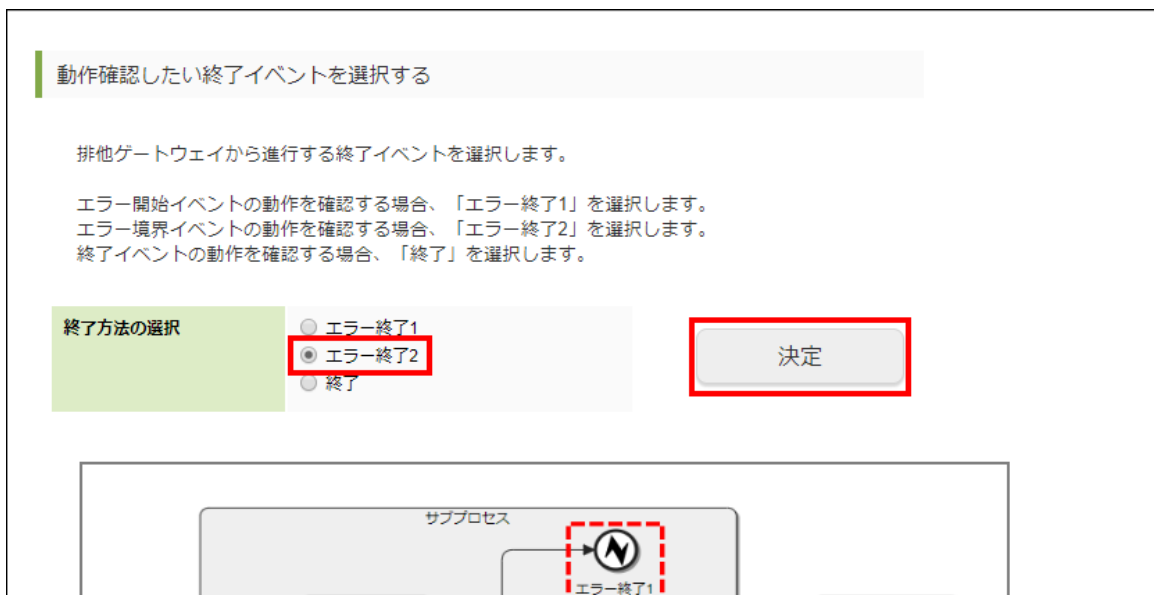 動作確認したい終了イベントを選択する
排他ゲートウェイから進行する終了イベントを選択します。
エラー開始イベントの動作を確認する場合、「エラー終了1」を選択します。
エラー境界イベントの動作を確認する場合、「エラー終了2」を選択します。
終了イベントの動作を確認する場合、「終了」を選択します。
終了方法の選択
エラー終了1
エラー終了2
終了
決定
サブプロセス
エラー終了1